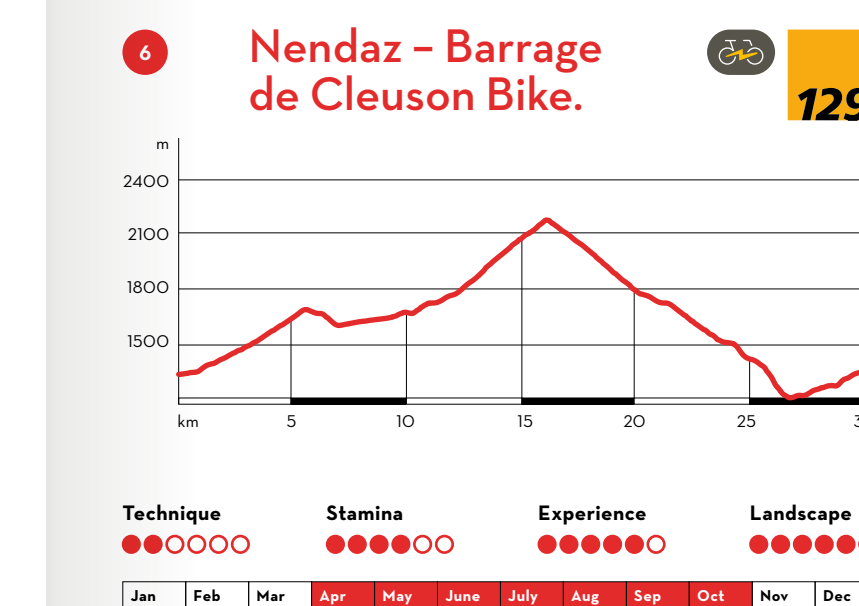 6
Nendaz – Barrage
de Cleuson Bike.
129
m
2400
2100
1800
1500
km 5 10 15 20 25 3
Technique Stamina Experience Landscape
Jan Feb Mar Apr May June July Aug Sep Oct Nov Dec